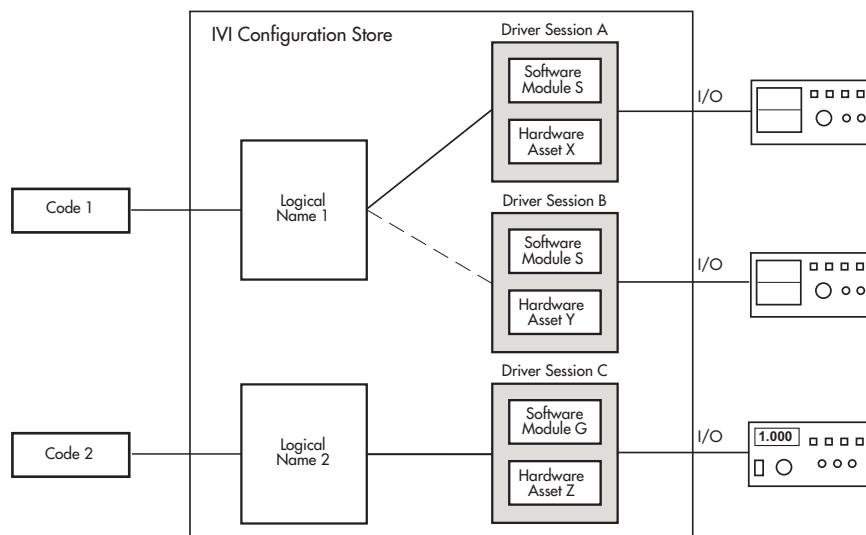 IVI Configuration Store
Driver Session A
Software
Module S
Hardware
Asset X
I/O
Code 1
Logical
Name 1
Driver Session B
Software
Module S
Hardware
Asset Y
I/O
Driver Session C
Software
Module G
Hardware
Asset Z
I/O
1.000
Code 2
Logical
Name 2